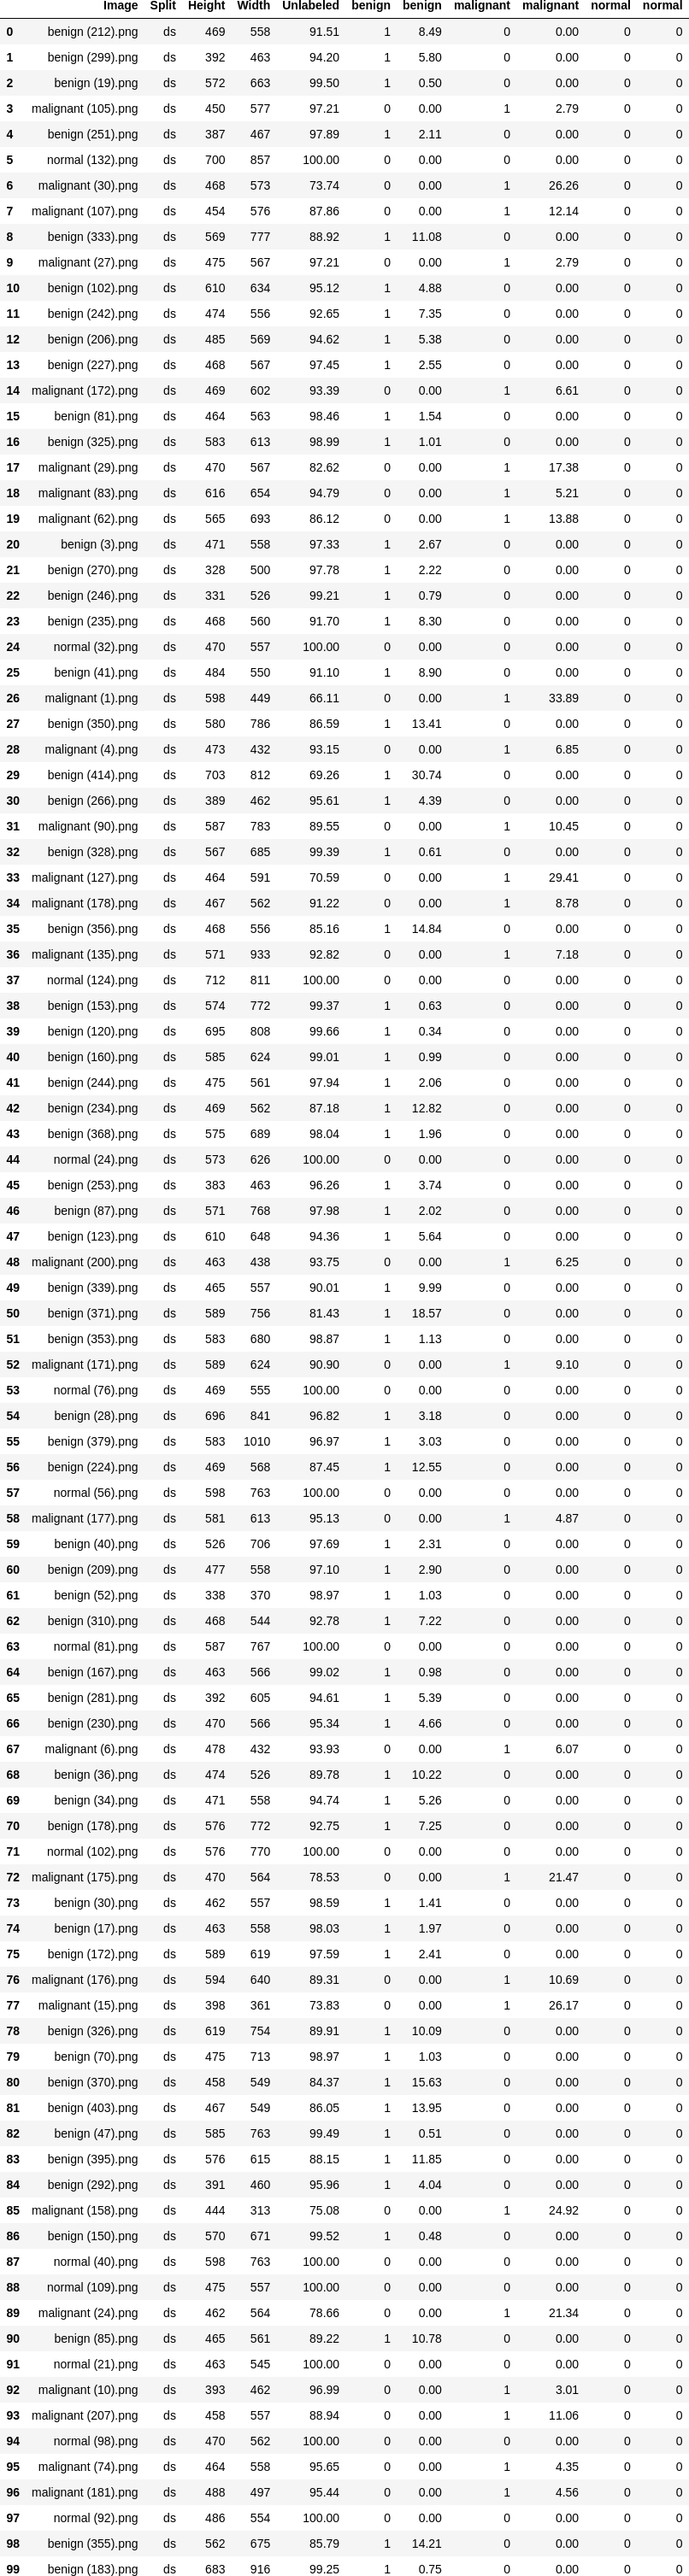 Image Split Height Width Unlabeled benign benign malignant malignant normal normal
0 benign (212).png ds 469 558 91.51 1 8.49 0 0.00 0 0
1 benign (299).png ds 392 463 94.20 1 5.80 0 0.00 0 0
2 benign (19).png ds 572 663 99.50 1 0.50 0 0.00 0 0
3 malignant (105).png ds 450 577 97.21 0 0.00 1 2.79 0 0
4 benign (251).png ds 387 467 97.89 1 2.11 0 0.00 0 0
5 normal (132).png ds 700 857 100.00 0 0.00 0 0.00 0 0
6 malignant (30).png ds 468 573 73.74 0 0.00 1 26.26 0 0
7 malignant (107).png ds 454 576 87.86 0 0.00 1 12.14 0 0
8 benign (333).png ds 569 777 88.92 1 11.08 0 0.00 0 0
9 malignant (27).png ds 475 567 97.21 0 0.00 1 2.79 0 0
10 benign (102).png ds 610 634 95.12 1 4.88 0 0.00 0 0
11 benign (242).png ds 474 556 92.65 1 7.35 0 0.00 0 0
12 benign (206).png ds 485 569 94.62 1 5.38 0 0.00 0 0
13 benign (227).png ds 468 567 97.45 1 2.55 0 0.00 0 0
14 malignant (172).png ds 469 602 93.39 0 0.00 1 6.61 0 0
15 benign (81).png ds 464 563 98.46 1 1.54 0 0.00 0 0
16 benign (325).png ds 583 613 98.99 1 1.01 0 0.00 0 0
17 malignant (29).png ds 470 567 82.62 0 0.00 1 17.38 0 0
18 malignant (83).png ds 616 654 94.79 0 0.00 1 5.21 0 0
19 malignant (62).png ds 565 693 86.12 0 0.00 1 13.88 0 0
20 benign (3).png ds 471 558 97.33 1 2.67 0 0.00 0 0
21 benign (270).png ds 328 500 97.78 1 2.22 0 0.00 0 0
22 benign (246).png ds 331 526 99.21 1 0.79 0 0.00 0 0
23 benign (235).png ds 468 560 91.70 1 8.30 0 0.00 0 0
24 normal (32).png ds 470 557 100.00 0 0.00 0 0.00 0 0
25 benign (41).png ds 484 550 91.10 1 8.90 0 0.00 0 0
26 malignant (1).png ds 598 449 66.11 0 0.00 1 33.89 0 0
27 benign (350).png ds 580 786 86.59 1 13.41 0 0.00 0 0
28 malignant (4).png ds 473 432 93.15 0 0.00 1 6.85 0 0
29 benign (414).png ds 703 812 69.26 1 30.74 0 0.00 0 0
30 benign (266).png ds 389 462 95.61 1 4.39 0 0.00 0 0
31 malignant (90).png ds 587 783 89.55 0 0.00 1 10.45 0 0
32 benign (328).png ds 567 685 99.39 1 0.61 0 0.00 0 0
33 malignant (127).png ds 464 591 70.59 0 0.00 1 29.41 0 0
34 malignant (178).png ds 467 562 91.22 0 0.00 1 8.78 0 0
35 benign (356).png ds 468 556 85.16 1 14.84 0 0.00 0 0
36 malignant (135).png ds 571 933 92.82 0 0.00 1 7.18 0 0
37 normal (124).png ds 712 811 100.00 0 0.00 0 0.00 0 0
38 benign (153).png ds 574 772 99.37 1 0.63 0 0.00 0 0
39 benign (120).png ds 695 808 99.66 1 0.34 0 0.00 0 0
40 benign (160).png ds 585 624 99.01 1 0.99 0 0.00 0 0
41 benign (244).png ds 475 561 97.94 1 2.06 0 0.00 0 0
42 benign (234).png ds 469 562 87.18 1 12.82 0 0.00 0 0
43 benign (368).png ds 575 689 98.04 1 1.96 0 0.00 0 0
44 normal (24).png ds 573 626 100.00 0 0.00 0 0.00 0 0
45 benign (253).png ds 383 463 96.26 1 3.74 0 0.00 0 0
46 benign (87).png ds 571 768 97.98 1 2.02 0 0.00 0 0
47 benign (123).png ds 610 648 94.36 1 5.64 0 0.00 0 0
48 malignant (200).png ds 463 438 93.75 0 0.00 1 6.25 0 0
49 benign (339).png ds 465 557 90.01 1 9.99 0 0.00 0 0
50 benign (371).png ds 589 756 81.43 1 18.57 0 0.00 0 0
51 benign (353).png ds 583 680 98.87 1 1.13 0 0.00 0 0
52 malignant (171).png ds 589 624 90.90 0 0.00 1 9.10 0 0
53 normal (76).png ds 469 555 100.00 0 0.00 0 0.00 0 0
54 benign (28).png ds 696 841 96.82 1 3.18 0 0.00 0 0
55 benign (379).png ds 583 1010 96.97 1 3.03 0 0.00 0 0
56 benign (224).png ds 469 568 87.45 1 12.55 0 0.00 0 0
57 normal (56).png ds 598 763 100.00 0 0.00 0 0.00 0 0
58 malignant (177).png ds 581 613 95.13 0 0.00 1 4.87 0 0
59 benign (40).png ds 526 706 97.69 1 2.31 0 0.00 0 0
60 benign (209).png ds 477 558 97.10 1 2.90 0 0.00 0 0
61 benign (52).png ds 338 370 98.97 1 1.03 0 0.00 0 0
62 benign (310).png ds 468 544 92.78 1 7.22 0 0.00 0 0
63 normal (81).png ds 587 767 100.00 0 0.00 0 0.00 0 0
64 benign (167).png ds 463 566 99.02 1 0.98 0 0.00 0 0
65 benign (281).png ds 392 605 94.61 1 5.39 0 0.00 0 0
66 benign (230).png ds 470 566 95.34 1 4.66 0 0.00 0 0
67 malignant (6).png ds 478 432 93.93 0 0.00 1 6.07 0 0
68 benign (36).png ds 474 526 89.78 1 10.22 0 0.00 0 0
69 benign (34).png ds 471 558 94.74 1 5.26 0 0.00 0 0
70 benign (178).png ds 576 772 92.75 1 7.25 0 0.00 0 0
71 normal (102).png ds 576 770 100.00 0 0.00 0 0.00 0 0
72 malignant (175).png ds 470 564 78.53 0 0.00 1 21.47 0 0
73 benign (30).png ds 462 557 98.59 1 1.41 0 0.00 0 0
74 benign (17).png ds 463 558 98.03 1 1.97 0 0.00 0 0
75 benign (172).png ds 589 619 97.59 1 2.41 0 0.00 0 0
76 malignant (176).png ds 594 640 89.31 0 0.00 1 10.69 0 0
77 malignant (15).png ds 398 361 73.83 0 0.00 1 26.17 0 0
78 benign (326).png ds 619 754 89.91 1 10.09 0 0.00 0 0
79 benign (70).png ds 475 713 98.97 1 1.03 0 0.00 0 0
80 benign (370).png ds 458 549 84.37 1 15.63 0 0.00 0 0
81 benign (403).png ds 467 549 86.05 1 13.95 0 0.00 0 0
82 benign (47).png ds 585 763 99.49 1 0.51 0 0.00 0 0
83 benign (395).png ds 576 615 88.15 1 11.85 0 0.00 0 0
84 benign (292).png ds 391 460 95.96 1 4.04 0 0.00 0 0
85 malignant (158).png ds 444 313 75.08 0 0.00 1 24.92 0 0
86 benign (150).png ds 570 671 99.52 1 0.48 0 0.00 0 0
87 normal (40).png ds 598 763 100.00 0 0.00 0 0.00 0 0
88 normal (109).png ds 475 557 100.00 0 0.00 0 0.00 0 0
89 malignant (24).png ds 462 564 78.66 0 0.00 1 21.34 0 0
90 benign (85).png ds 465 561 89.22 1 10.78 0 0.00 0 0
91 normal (21).png ds 463 545 100.00 0 0.00 0 0.00 0 0
92 malignant (10).png ds 393 462 96.99 0 0.00 1 3.01 0 0
93 malignant (207).png ds 458 557 88.94 0 0.00 1 11.06 0 0
94 normal (98).png ds 470 562 100.00 0 0.00 0 0.00 0 0
95 malignant (74).png ds 464 558 95.65 0 0.00 1 4.35 0 0
96 malignant (181).png ds 488 497 95.44 0 0.00 1 4.56 0 0
97 normal (92).png ds 486 554 100.00 0 0.00 0 0.00 0 0
98 benign (355).png ds 562 675 85.79 1 14.21 0 0.00 0 0
99 benign (183).png ds 683 916 99.25 1 0.75 0 0.00 0 0